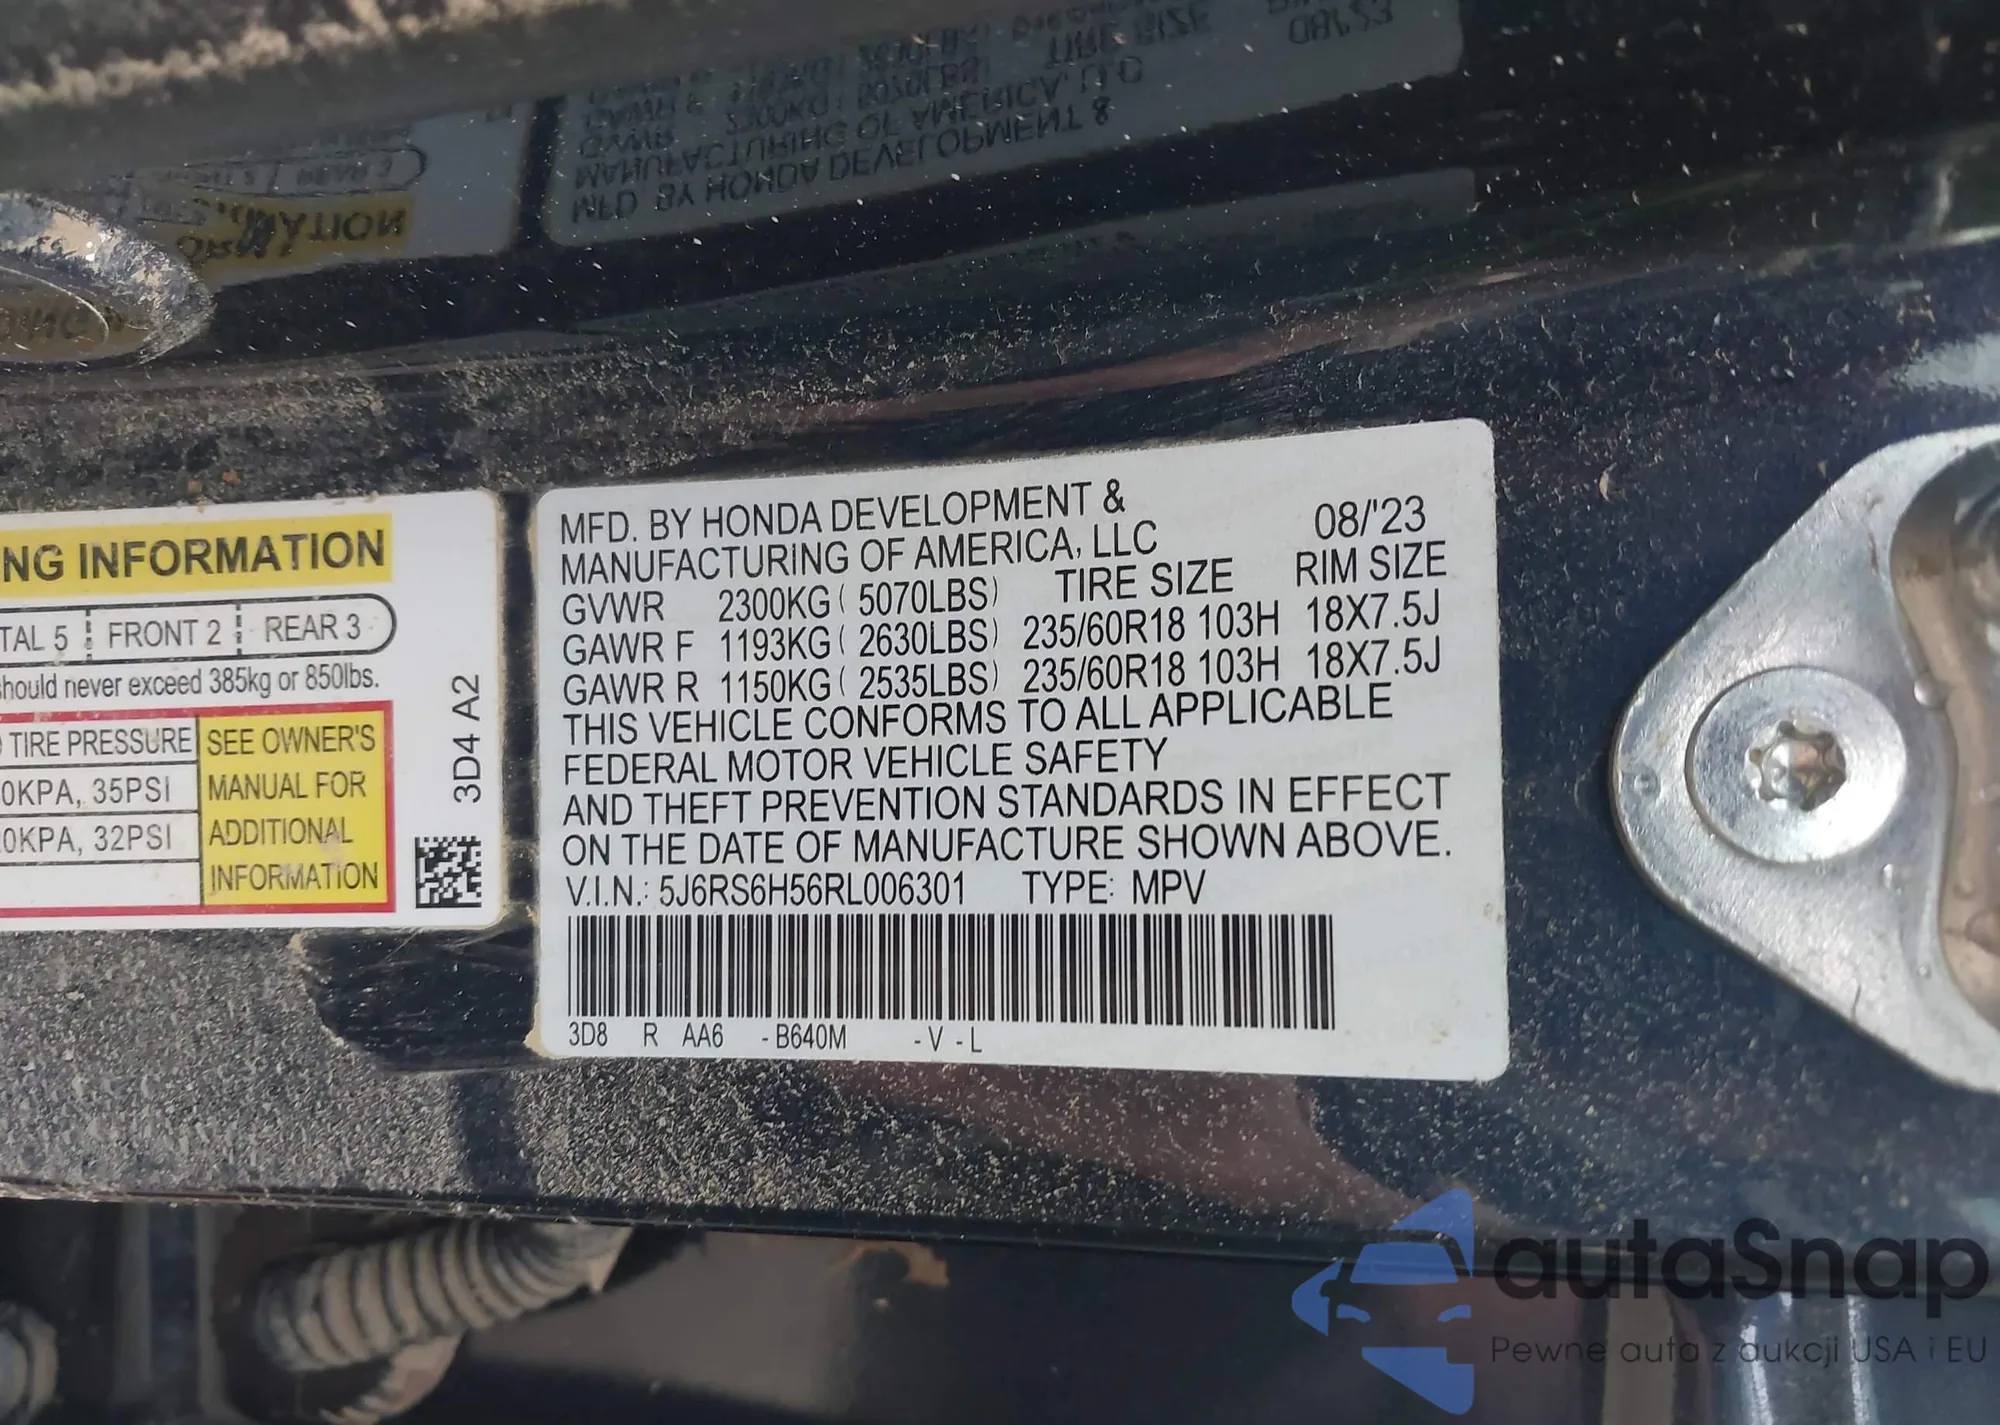 NG INFORMATION
TAL 5 FRONT 2 REAR 3
hould never exceed 385kg or 850lbs.
TIRE PRESSURE
0KPA, 35PSI
0KPA, 32PSI
SEE OWNER'S
MANUAL FOR
ADDITIONAL
INFORMATION
3D4 A2
MFD. BY HONDA DEVELOPMENT &
MANUFACTURING OF AMERICA, LLC 08/'23
GVWR 2300KG ( 5070LBS) TIRE SIZE RIM SIZE
GAWR F 1193KG ( 2630LBS) 235/60R18 103H 18X7.5J
GAWR R 1150KG ( 2535LBS) 235/60R18 103H 18X7.5J
THIS VEHICLE CONFORMS TO ALL APPLICABLE
FEDERAL MOTOR VEHICLE SAFETY
AND THEFT PREVENTION STANDARDS IN EFFECT
ON THE DATE OF MANUFACTURE SHOWN ABOVE.
V.I.N.: 5J6RS6H56RL006301 TYPE: MPV
3D8 R AA6 -B640M -V -L
autaSnap
Pewne auta z aukcji USA i EU